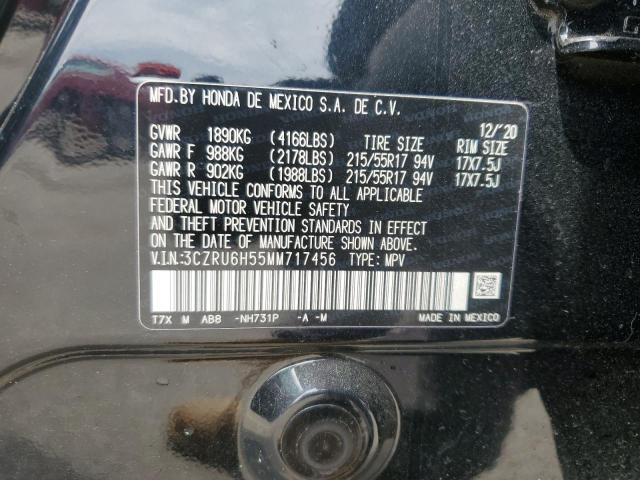 MFD.BY HONDA DE MEXICO S.A. DE C.V.
12/'20
GVWR 1890KG (4166LBS) TIRE SIZE RIM SIZE
GAWR F 988KG (2178LBS) 215/55R17 94V 17X7.5J
GAWR R 902KG (1988LBS) 215/55R17 94V 17X7.5J
THIS VEHICLE CONFORMS TO ALL APPLICABLE
FEDERAL MOTOR VEHICLE SAFETY
AND THEFT PREVENTION STANDARDS IN EFFECT
ON THE DATE OF MANUFACTURE SHOWN ABOVE.
V.I.N:3CZRU6H55MM717456 TYPE: MPV
T7X M AB8 -NH731P -A -M MADE IN MEXICO